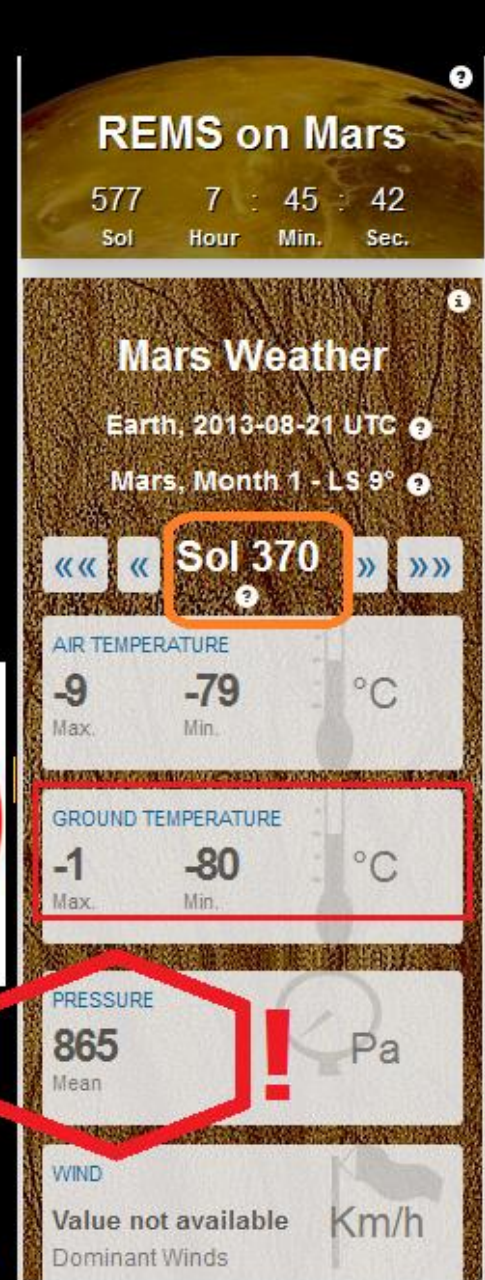 ?
REMS on Mars
577 7 : 45 : 42
Sol Hour Min. Sec.
i
Mars Weather
Earth, 2013-08-21 UTC ?
Mars, Month 1 - LS 9° ?
«« « Sol 370 » »»
?
AIR TEMPERATURE
-9 -79 °C
Max. Min.
GROUND TEMPERATURE
-1 -80 °C
Max. Min.
PRESSURE
865 ! Pa
Mean
WIND
Value not available Km/h
Dominant Winds